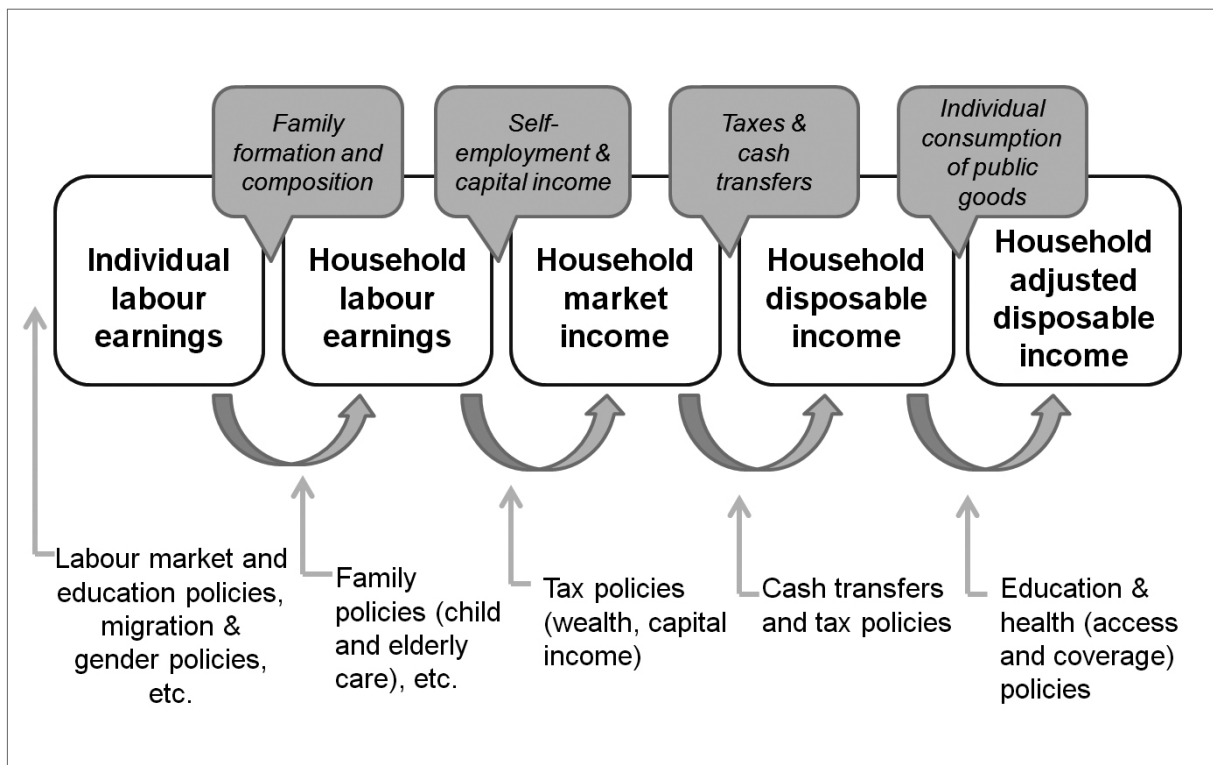 Family
formation and
composition
Self-
employment &
capital income
Taxes &
cash
transfers
Individual
consumption
of public
goods
Individual
labour
earnings
Household
labour
earnings
Household
market
income
Household
disposable
income
Household
adjusted
disposable
income
Labour market and
education policies,
migration &
gender policies,
etc.
Family
policies (child
and elderly
care), etc.
Tax policies
(wealth, capital
income)
Cash transfers
and tax policies
Education &
health (access
and coverage)
policies